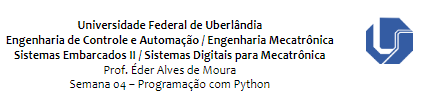 Universidade Federal de Uberlândia
Engenharia de Controle e Automação / Engenharia Mecatrônica
Sistemas Embarcados II / Sistemas Digitais para Mecatrônica
Prof. Éder Alves de Moura
Semana 04 – Programação com Python